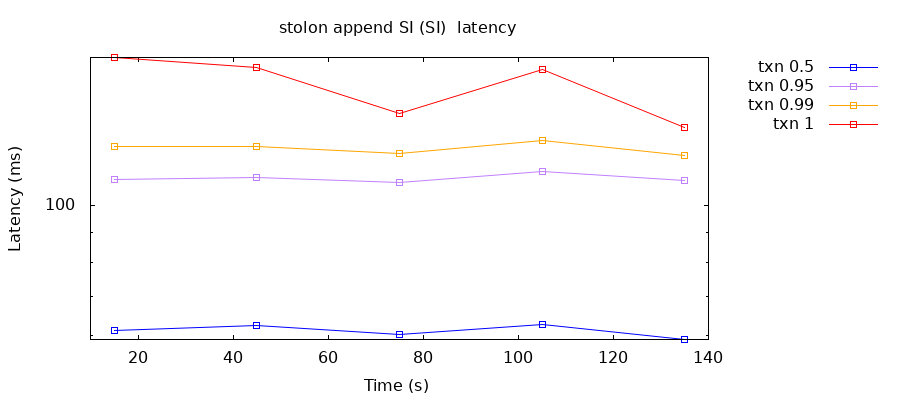 stolon append SI (SI)  latency
txn 0.5
txn 0.95
txn 0.99
txn 1
Latency (ms)
100
20 40 60 80 100 120 140
Time (s)